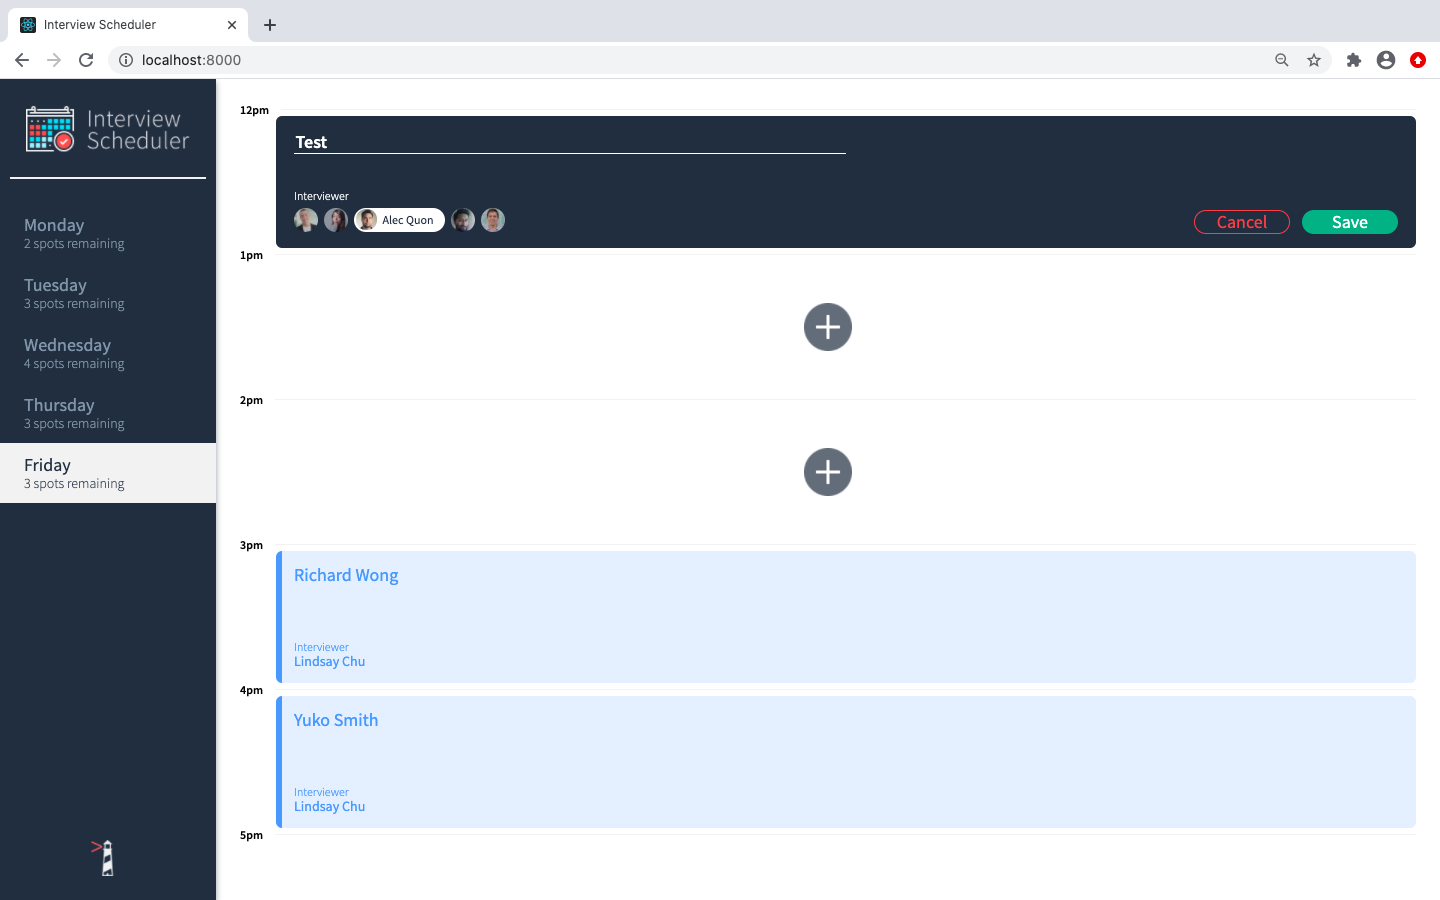 Interview Scheduler
localhost:8000
Interview
Scheduler
Monday
2 spots remaining
Tuesday
3 spots remaining
Wednesday
4 spots remaining
Thursday
3 spots remaining
Friday
3 spots remaining
12pm
Test
Interviewer
Alec Quon
Cancel
Save
1pm
2pm
3pm
Richard Wong
Interviewer
Lindsay Chu
4pm
Yuko Smith
Interviewer
Lindsay Chu
5pm